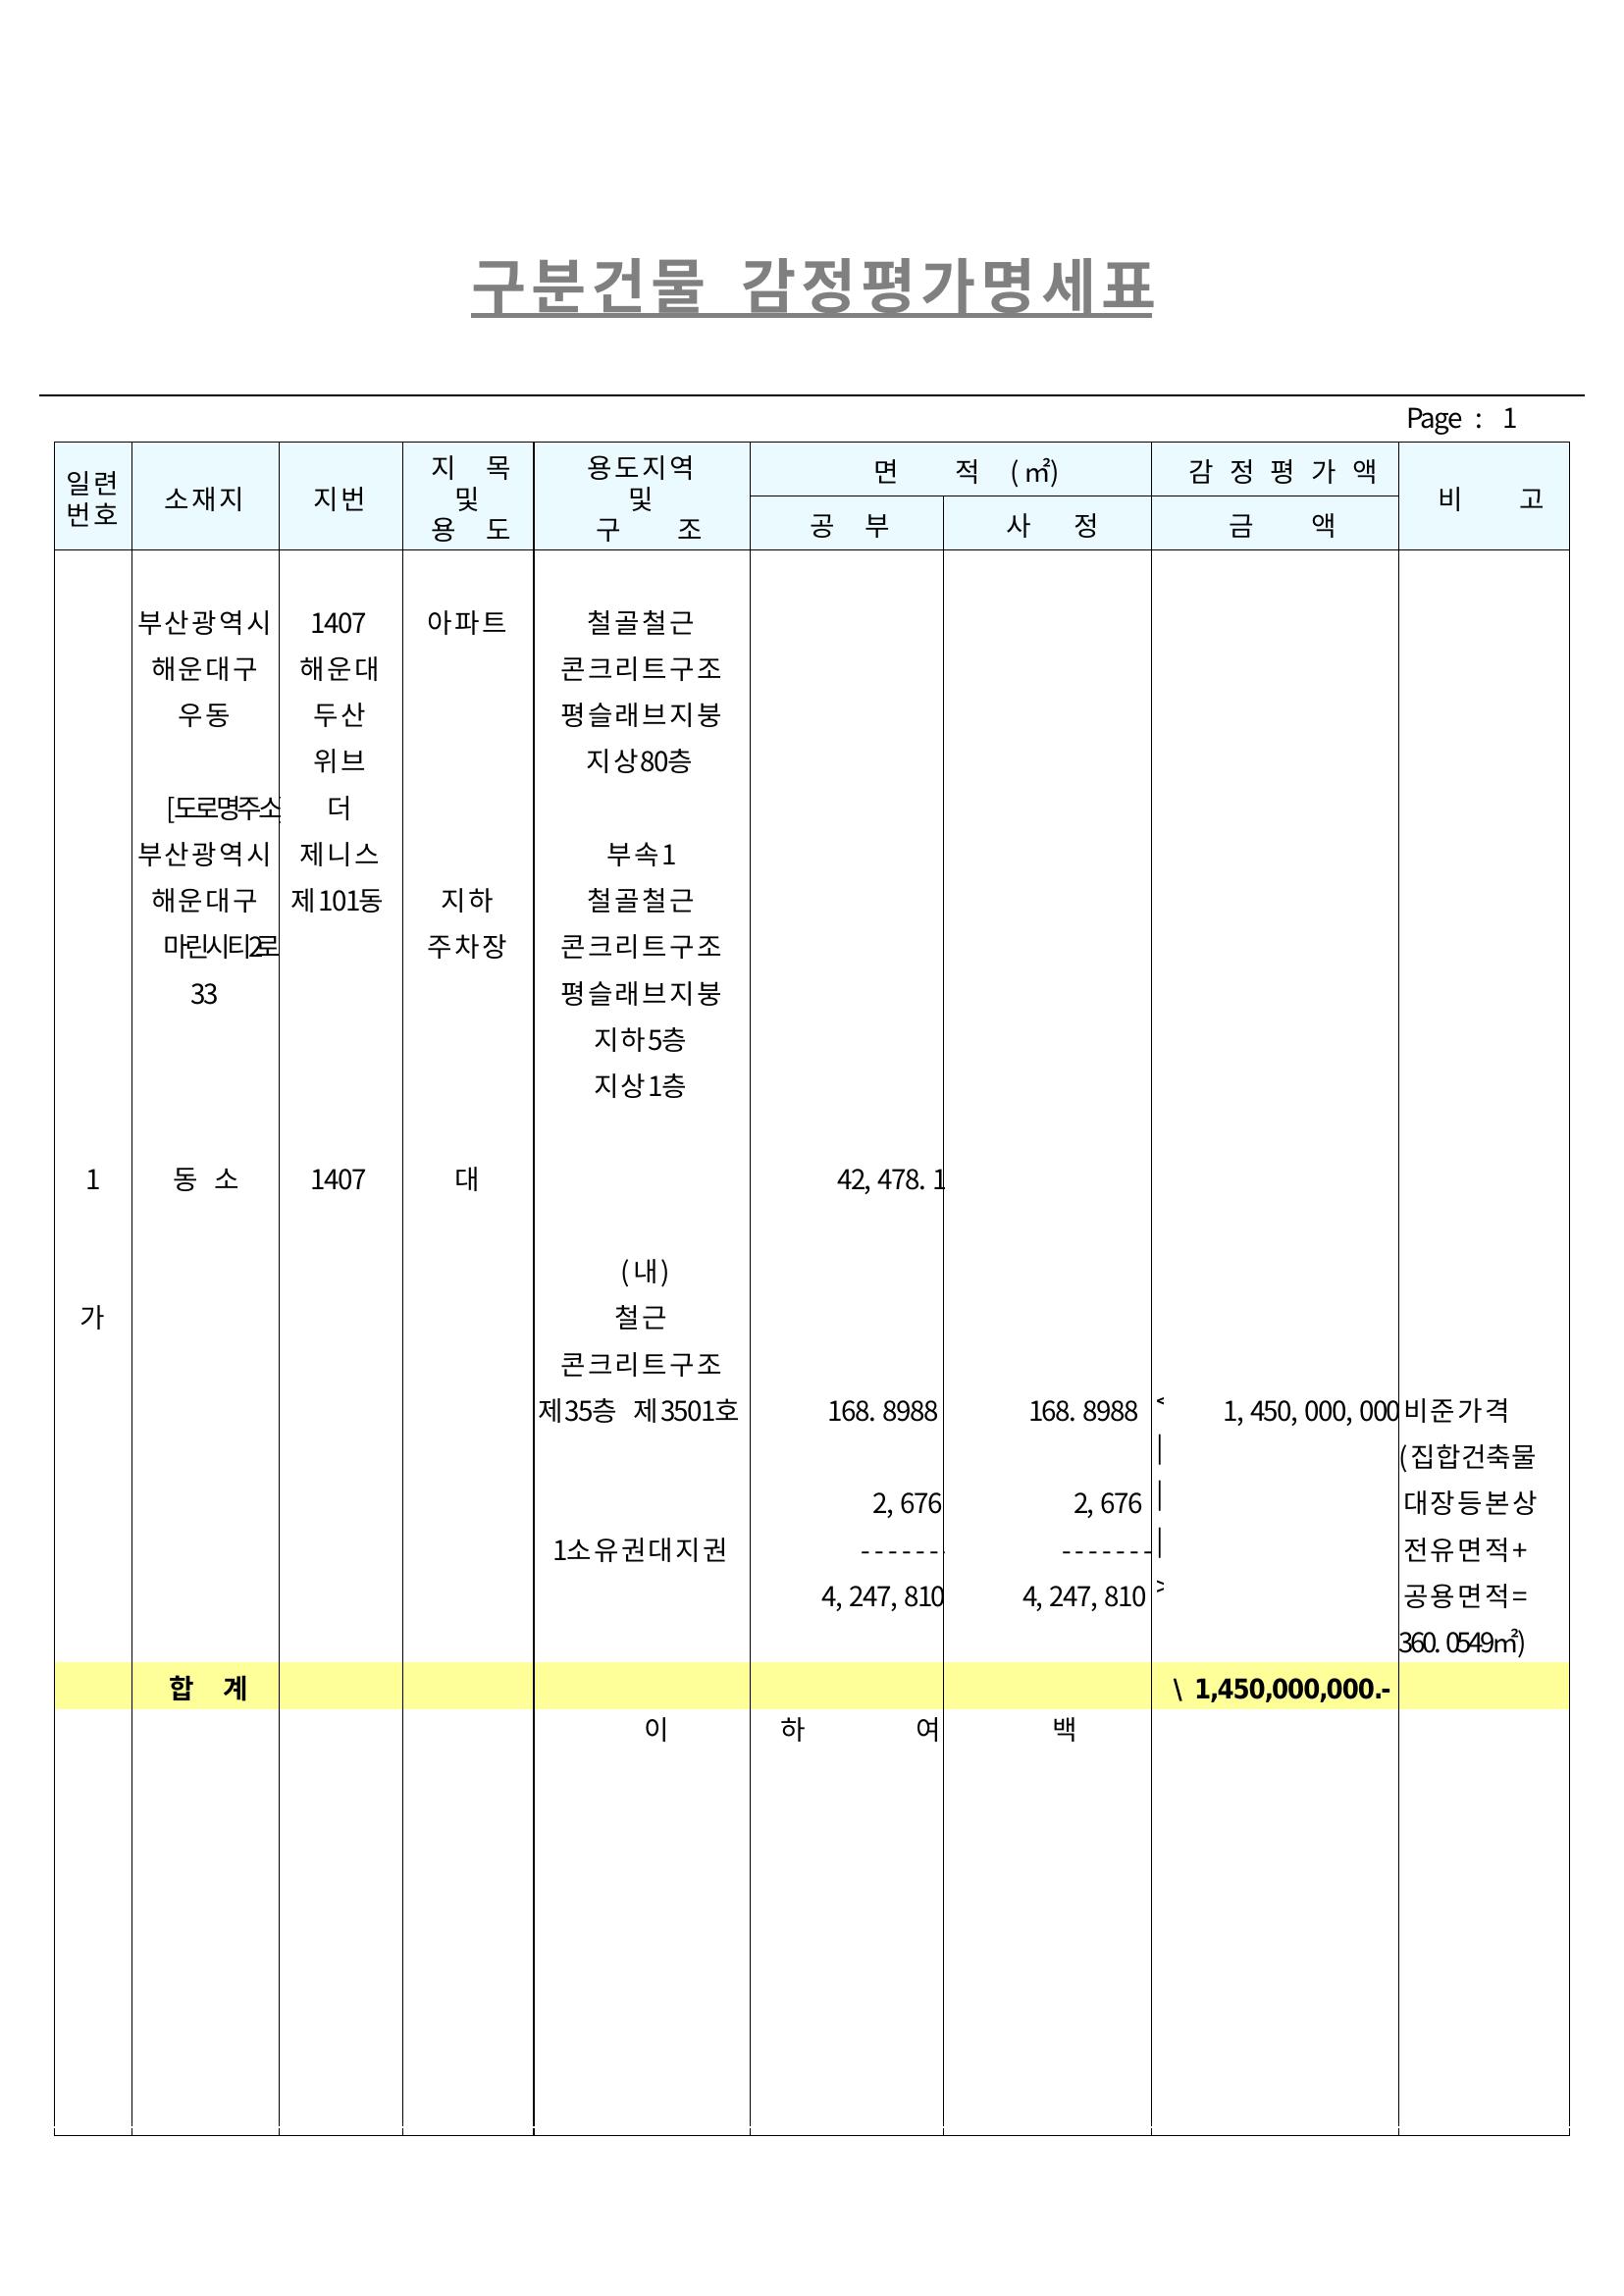 구분건물 감정평가명세표
Page : 1
일련 번호 소재지 지번 지 목 및 용 도 용도지역 및 구 조 면 적 (㎡) 감 정 평 가 액 비 고
공 부 사 정 금 액
부산광역시 1407 아파트 철골철근
해운대구 해운대 콘크리트구조
우동 두산 평슬래브지붕
위브 지상80층
[도로명주소] 더
부산광역시 제니스 부속1
해운대구 제101동 지하 철골철근
마린시티2로 주차장 콘크리트구조
33 평슬래브지붕
지하5층
지상1층
1 동 소 1407 대 42,478.1
(내)
가 철근
콘크리트구조
제35층 제3501호 168.8988 168.8988 < 1,450,000,000 비준가격
| (집합건축물
2,676 2,676 | 대장등본상
1소유권대지권 ------- ------- | 전유면적+
4,247,810 4,247,810 > 공용면적=
360.0549㎡)
합 계 \ 1,450,000,000.-
이 하 여 백